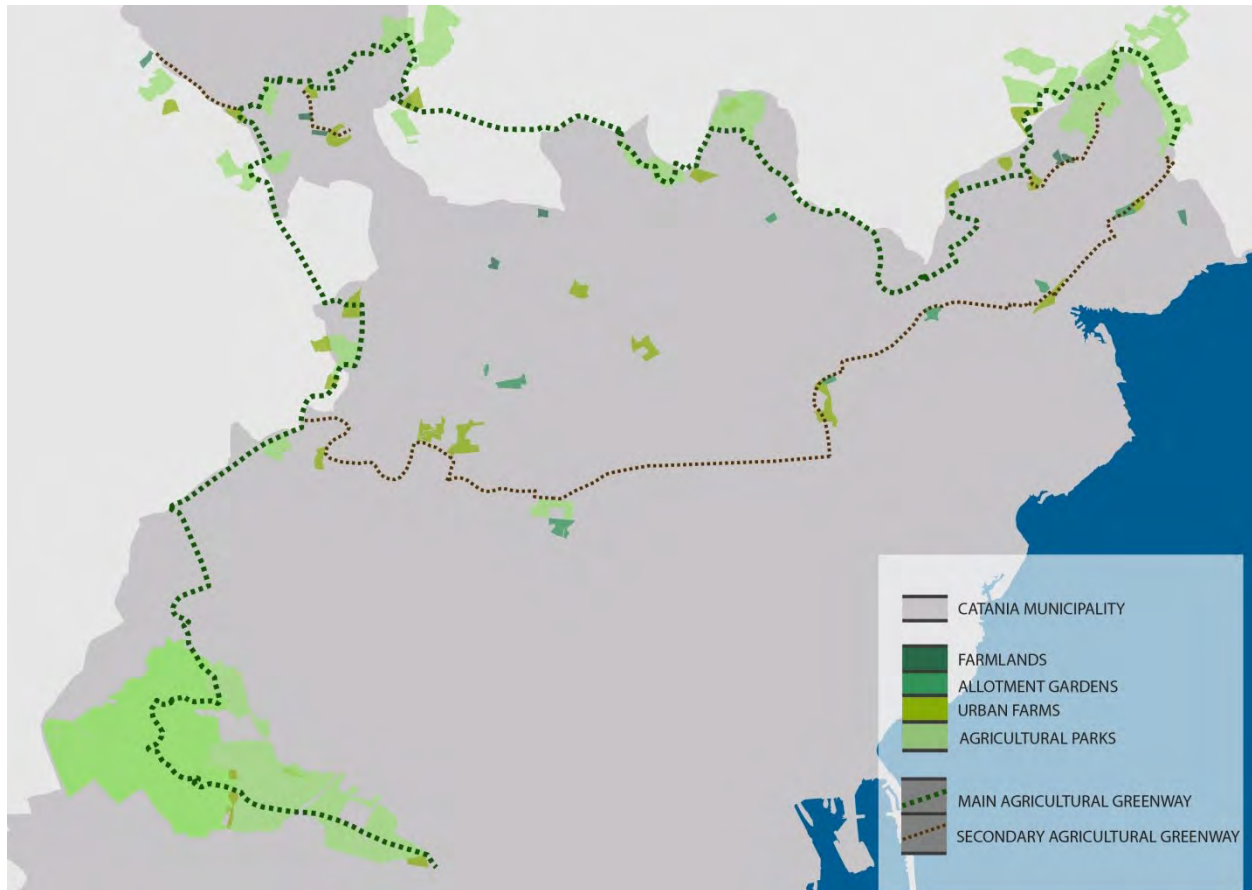 CATANIA MUNICIPALITY
FARMLANDS
ALLOTMENT GARDENS
URBAN FARMS
AGRICULTURAL PARKS
MAIN AGRICULTURAL GREENWAY
SECONDARY AGRICULTURAL GREENWAY